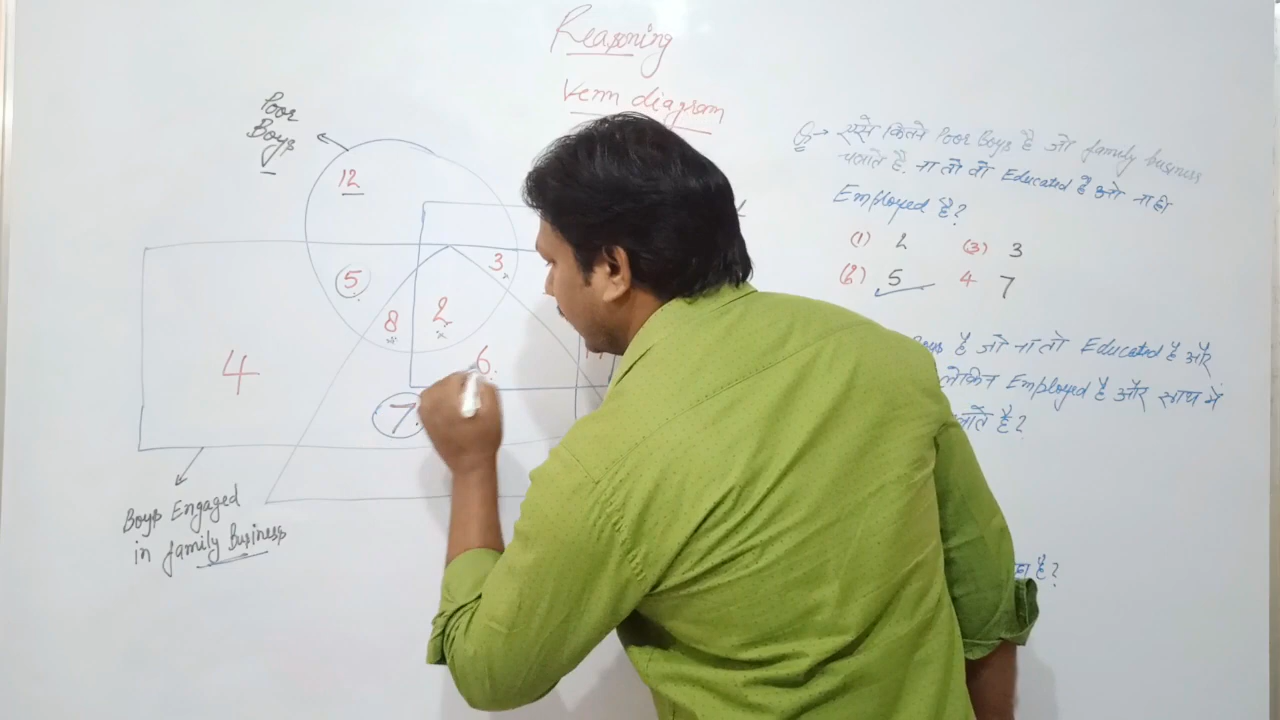 Reasoning
Venn diagram
Poor
Boys
12
5
3
8
2
6
4
7
Boys Engaged
in family Business
Q→ एसे कितने Poor Boys है जो family business
चलाते है. ना तो वो Educated है और ना ही
Employed है?
(1) 2 (3) 3
(2) 5 4 7
है जो ना तो Educated है और
लेकिन Employed है और साथ में
है?
है?